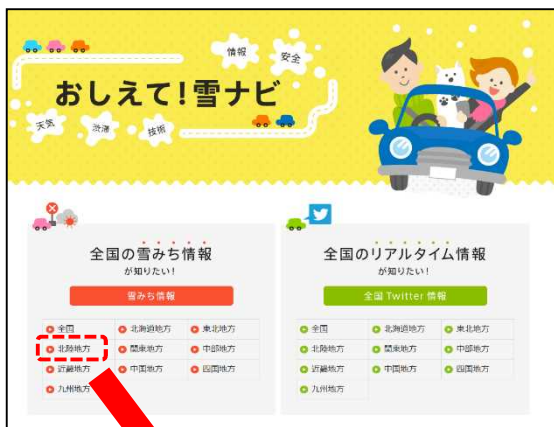 情報
安全
おしえて!雪ナビ
天気
渋滞
技術
全国の雪みち情報
が知りたい!
雪みち情報
全国 北海道地方 東北地方
北陸地方 関東地方 中部地方
近畿地方 中国地方 四国地方
九州地方
全国のリアルタイム情報
が知りたい!
全国 Twitter 情報
全国 北海道地方 東北地方
北陸地方 関東地方 中部地方
近畿地方 中国地方 四国地方
九州地方